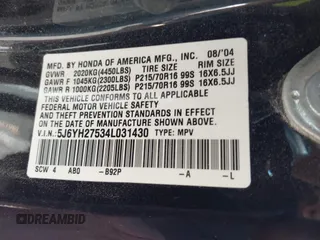 MFD. BY HONDA OF AMERICA MFG., INC. 08/'04
GVWR 2020KG(4450LBS) TIRE SIZE RIM SIZE
GAWR F 1045KG(2300LBS) P215/70R16 99S 16X6.5JJ
GAWR R 1000KG(2205LBS) P215/70R16 99S 16X6.5JJ
THIS VEHICLE CONFORMS TO ALL APPLICABLE
FEDERAL MOTOR VEHICLE SAFETY AND THEFT
PREVENTION STANDARDS IN EFFECT ON THE
DATE OF MANUFACTURE SHOWN ABOVE.
V.I.N: 5J6YH27534L031430 TYPE: MPV
SCW 4 AB0 -B92P -A -L
DREAMBID